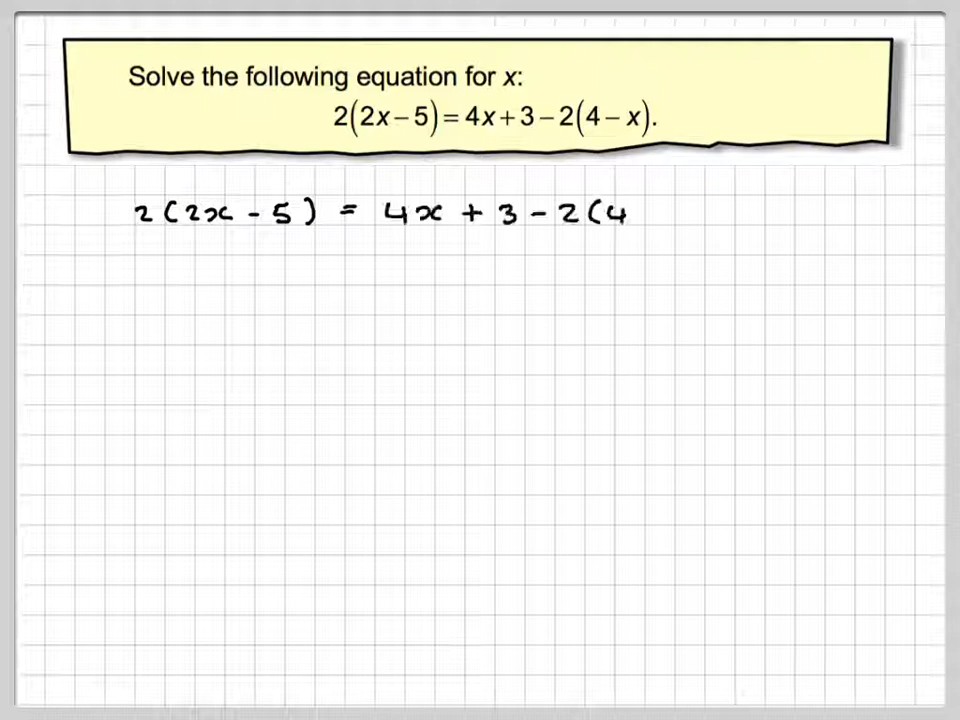 Solve the following equation for x:
2(2x−5)=4x+3−2(4−x).
2(2x - 5) = 4x + 3 - 2(4